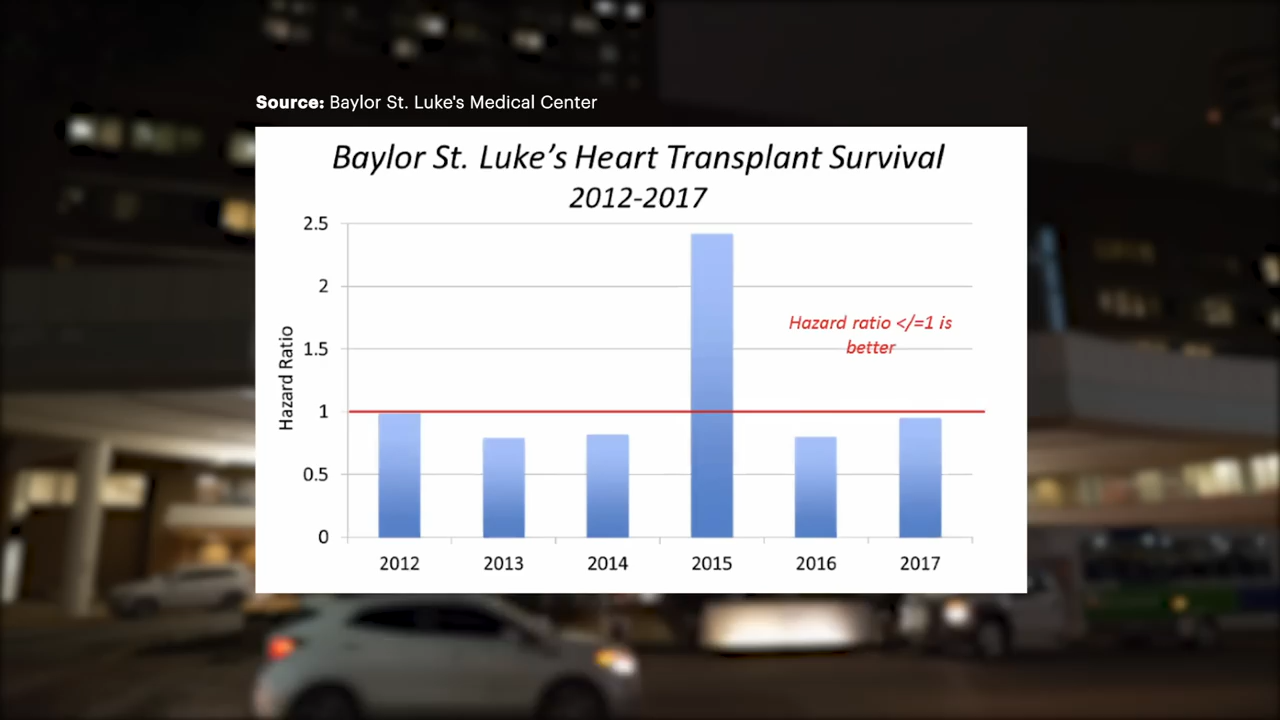 Source: Baylor St. Luke's Medical Center
Baylor St. Luke’s Heart Transplant Survival
2012-2017
2.5
2
1.5
1
0.5
0
Hazard Ratio
Hazard ratio </=1 is
better
2012 2013 2014 2015 2016 2017